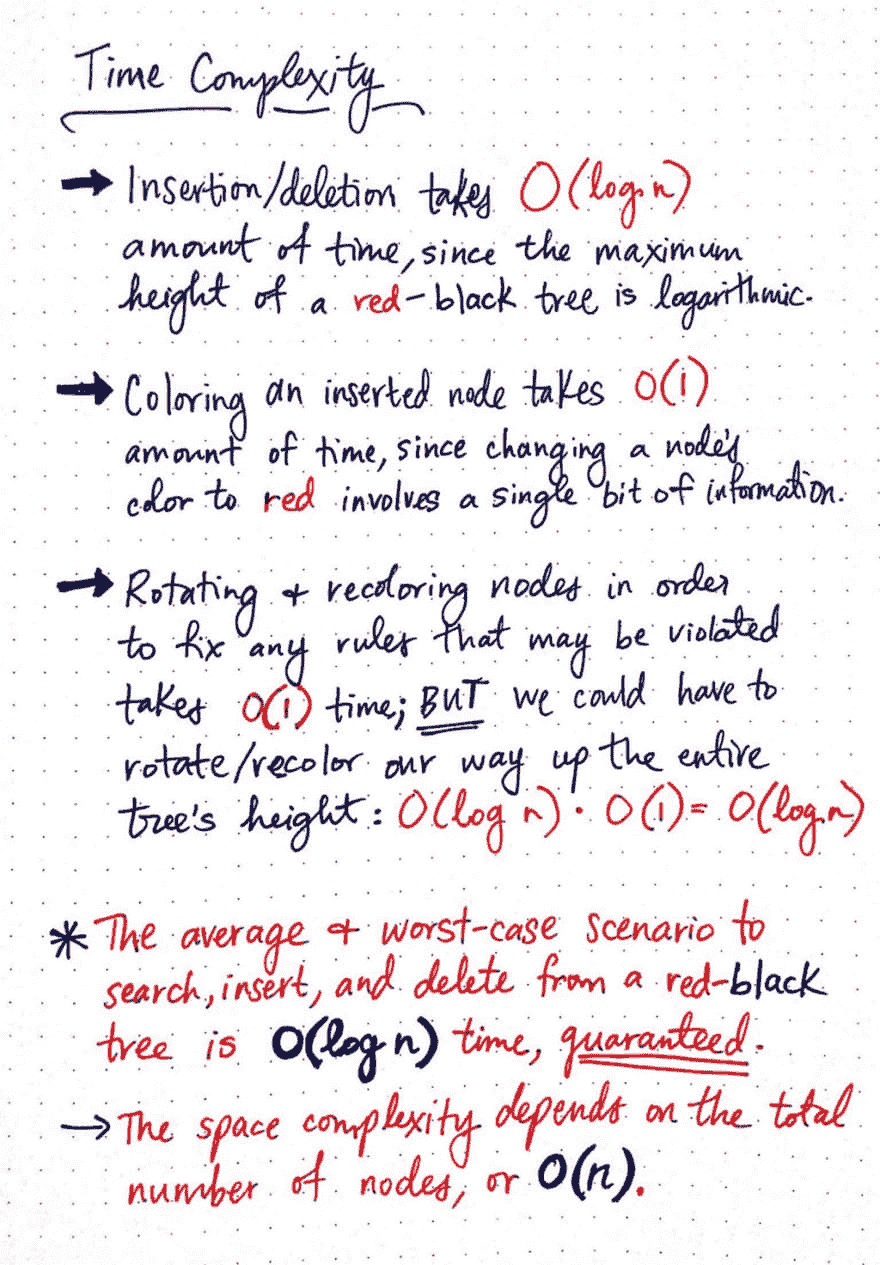 Time Complexity
→ Insertion/deletion takes O(log n)
amount of time, since the maximum
height of a red-black tree is logarithmic.
→ Coloring an inserted node takes O(1)
amount of time, since changing a node's
color to red involves a single bit of information.
→ Rotating + recoloring nodes in order
to fix any rules that may be violated
takes O(1) time; BUT we could have to
rotate/recolor our way up the entire
tree's height: O(log n) · O(1) = O(log n)
* The average + worst-case scenario to
search, insert, and delete from a red-black
tree is O(log n) time, guaranteed.
→ The space complexity depends on the total
number of nodes, or O(n).